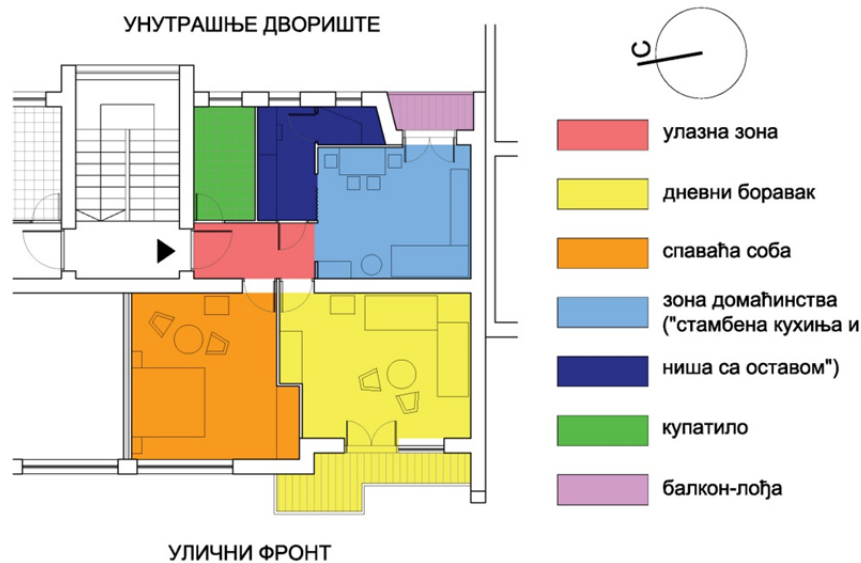 УНУТРАШЊЕ ДВОРИШТЕ
С
улазна зона
дневни боравак
спаваћа соба
зона домаћинства
("стамбена кухиња и
ниша са оставом")
купатило
балкон-лођа
УЛИЧНИ ФРОНТ